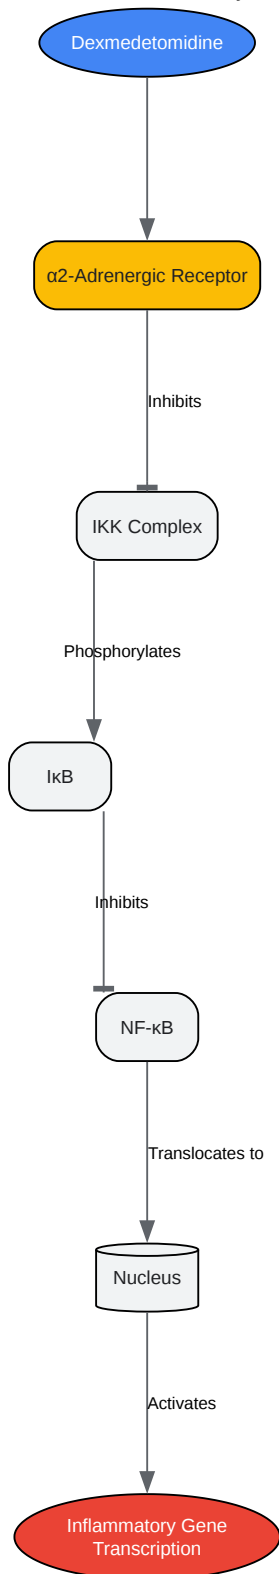 Dexmedetomidine
α2-Adrenergic Receptor
Inhibits
IKK Complex
Phosphorylates
IκB
Inhibits
NF-κB
Translocates to
Nucleus
Activates
Inflammatory Gene
Transcription